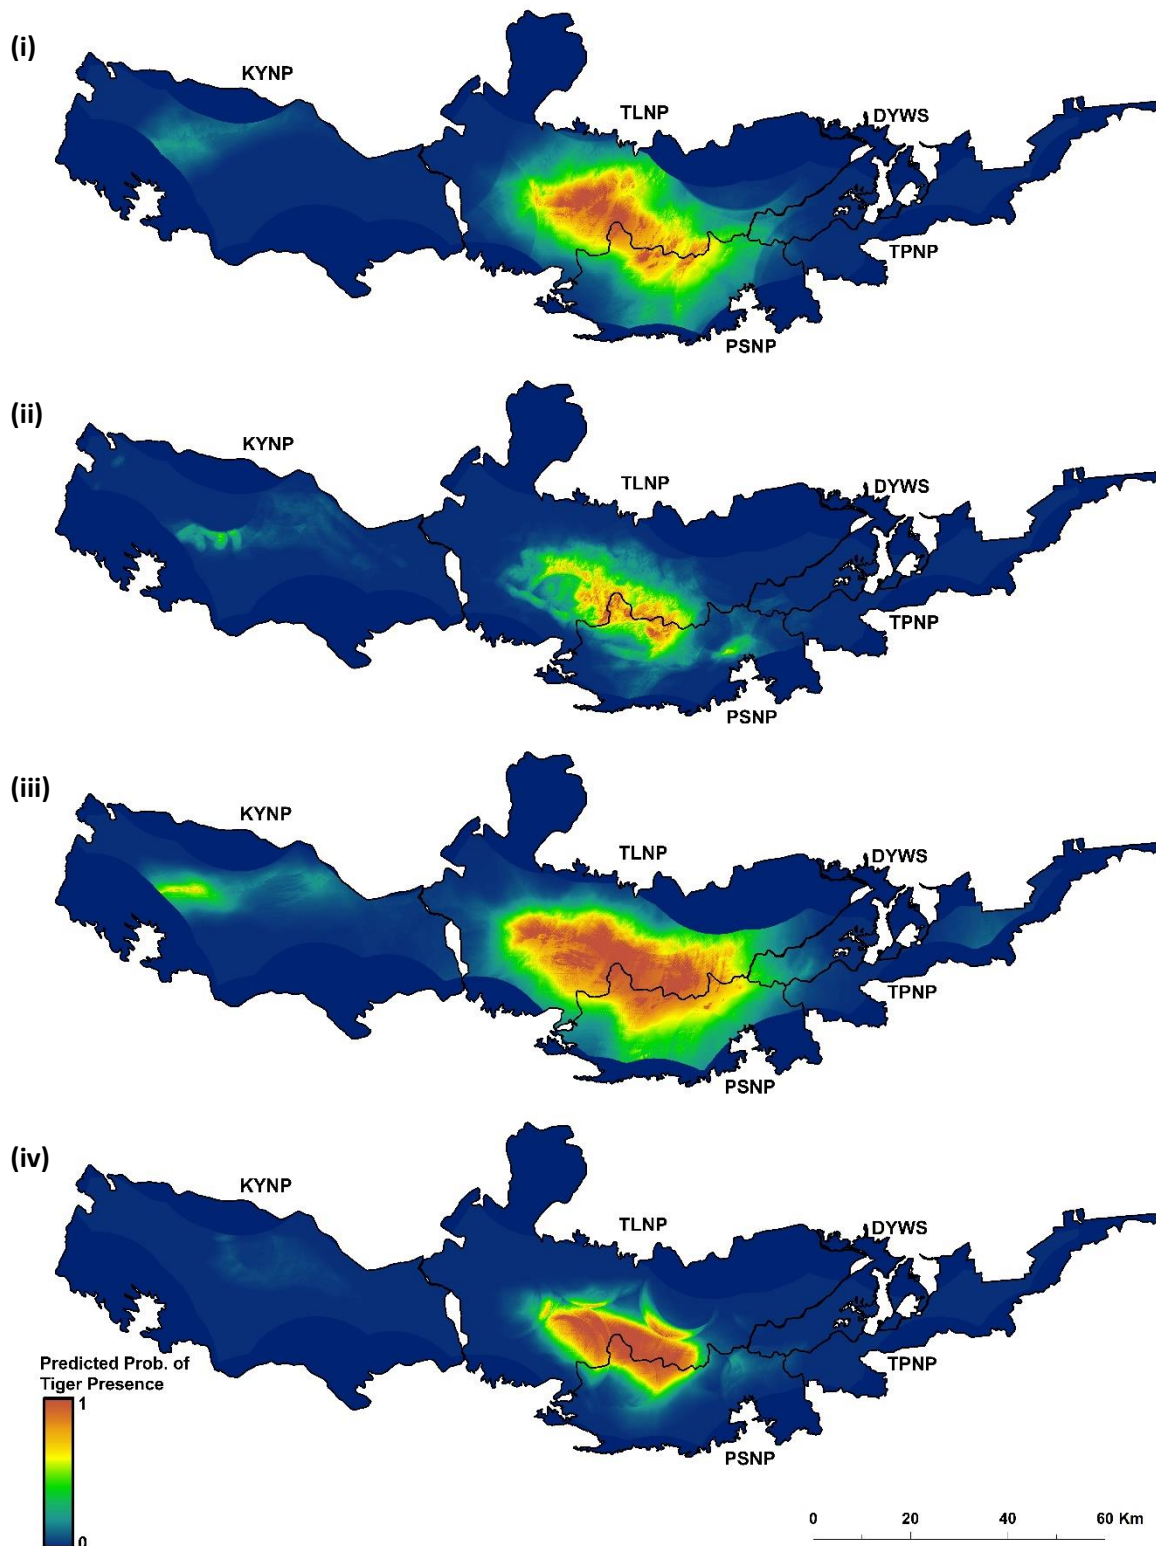 (i)
KYNP
TLNP
DYWS
TPNP
PSNP
(ii)
KYNP
TLNP
DYWS
TPNP
PSNP
(iii)
KYNP
TLNP
DYWS
TPNP
PSNP
(iv)
KYNP
TLNP
DYWS
TPNP
PSNP
Predicted Prob. of
Tiger Presence
1
0
0 20 40 60 Km